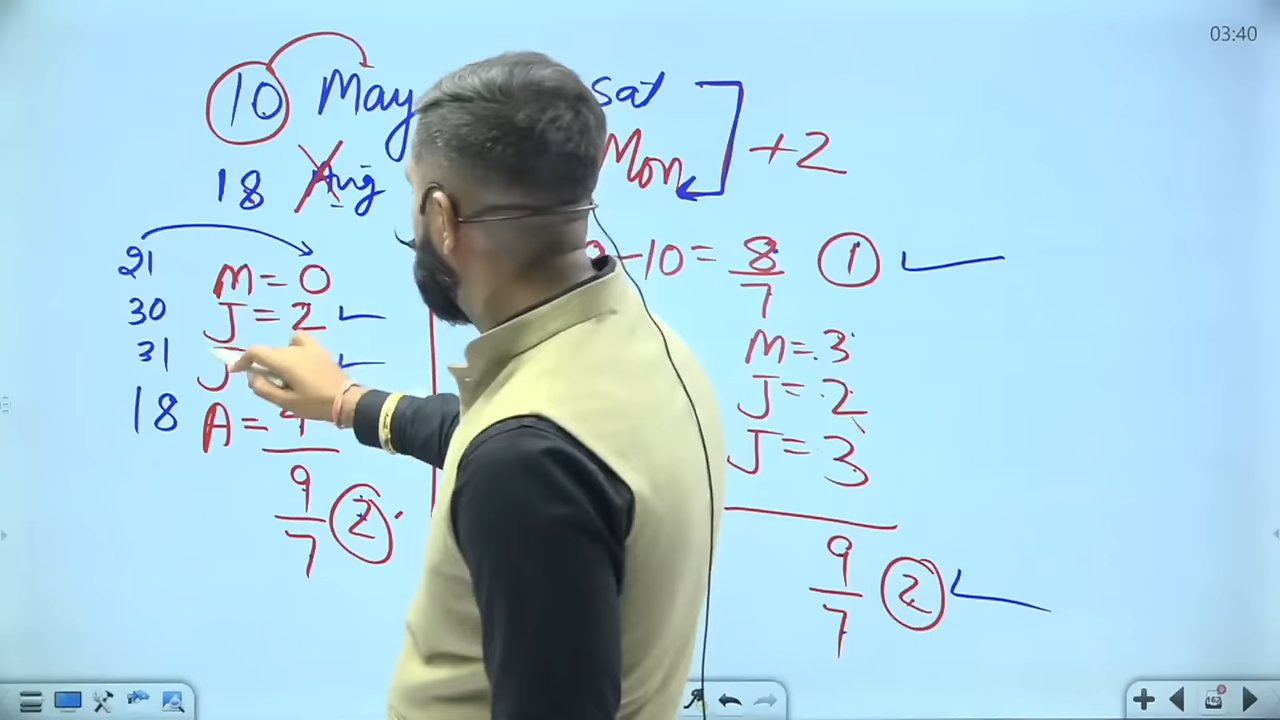 03:40
10 May Sat
18 Aug Mon +2
21 M = 0
30 J = 2
31 J
18 A = 4
9/7 2
-10 = 8/7 1
M = 3
J = 2
J = 3
9/7 2
162